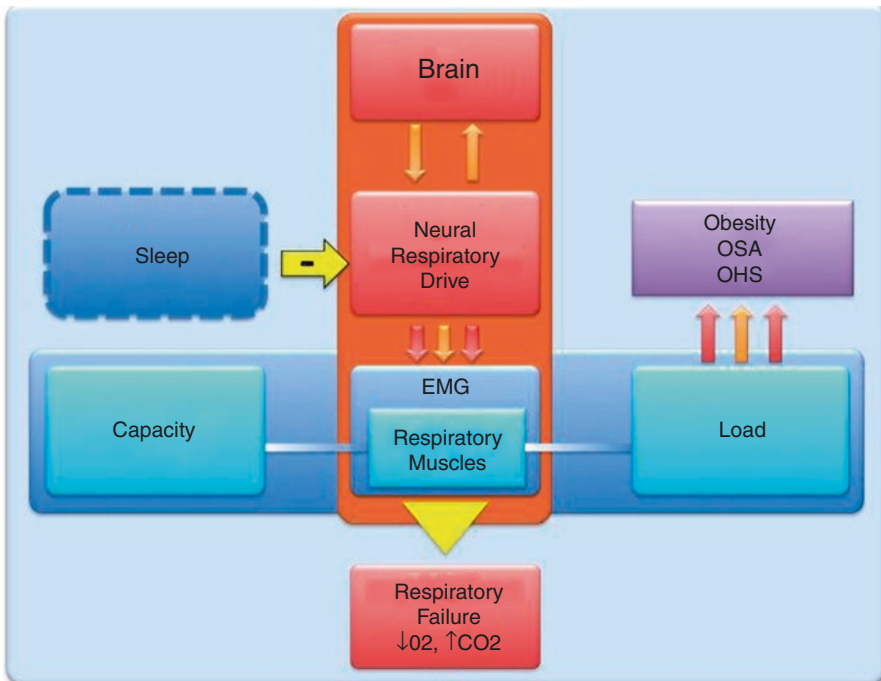 Brain
Neural
Respiratory
Drive
Sleep
-
Obesity
OSA
OHS
EMG
Capacity
Respiratory
Muscles
Load
Respiratory
Failure
↓02, ↑CO2